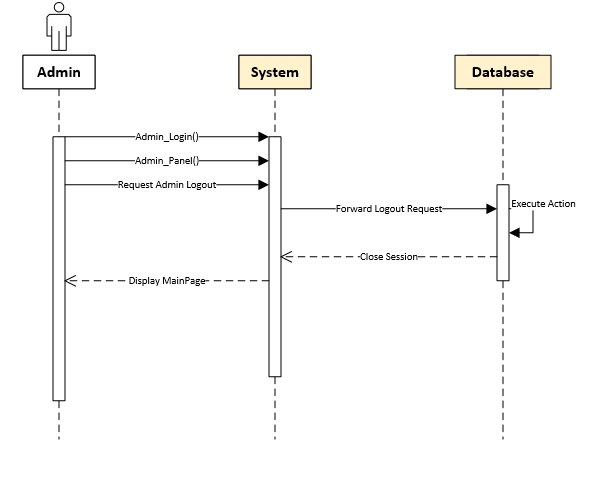 Admin
System
Database
Admin_Login()
Admin_Panel()
Request Admin Logout
Forward Logout Request
Execute Action
Close Session
Display MainPage